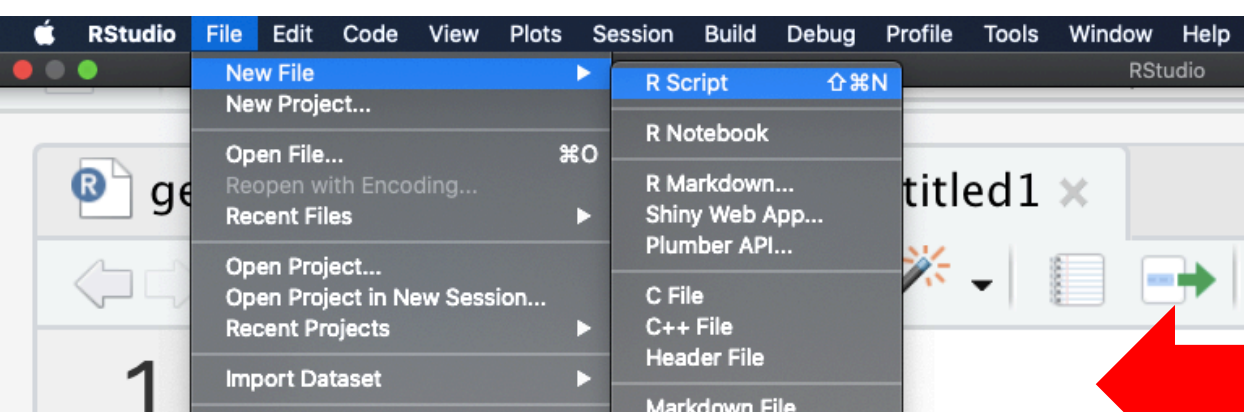 RStudio File Edit Code View Plots Session Build Debug Profile Tools Window Help
RStudio
New File
New Project...
Open File... ⌘O
Reopen with Encoding...
Recent Files
Open Project...
Open Project in New Session...
Recent Projects
Import Dataset
R Script ⇧⌘N
R Notebook
R Markdown...
Shiny Web App...
Plumber API...
C File
C++ File
Header File
Markdown File
R ge
titled1 ×
1